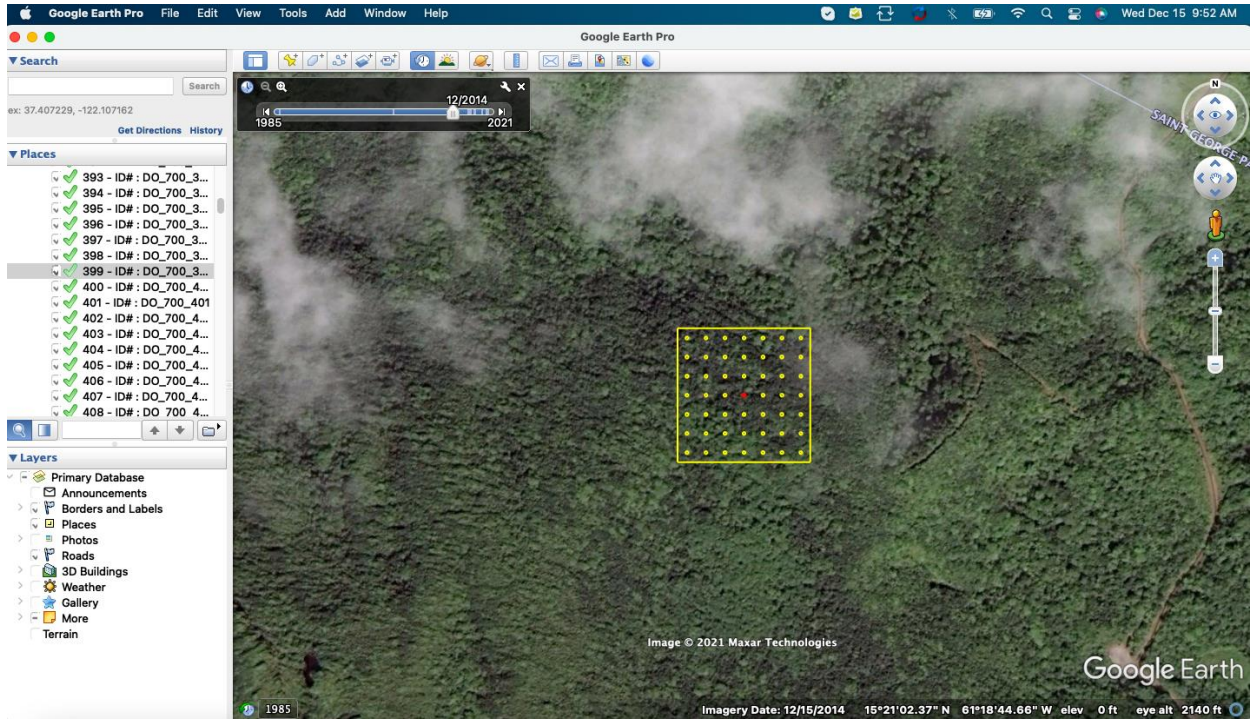 Google Earth Pro File Edit View Tools Add Window Help Wed Dec 15 9:52 AM
Google Earth Pro
▼ Search
Search
ex: 37.407229, -122.107162
Get Directions History
▼ Places
393 - ID# : DO_700_3...
394 - ID# : DO_700_3...
395 - ID# : DO_700_3...
396 - ID# : DO_700_3...
397 - ID# : DO_700_3...
398 - ID# : DO_700_3...
399 - ID# : DO_700_3...
400 - ID# : DO_700_4...
401 - ID# : DO_700_401
402 - ID# : DO_700_4...
403 - ID# : DO_700_4...
404 - ID# : DO_700_4...
405 - ID# : DO_700_4...
406 - ID# : DO_700_4...
407 - ID# : DO_700_4...
408 - ID# : DO_700_4...
▼ Layers
Primary Database
Announcements
Borders and Labels
Places
Photos
Roads
3D Buildings
Weather
Gallery
More
Terrain
12/2014
1985 2021
N
SAINT GEORGE P
Image © 2021 Maxar Technologies
Google Earth
1985 Imagery Date: 12/15/2014 15°21'02.37" N 61°18'44.66" W elev 0 ft eye alt 2140 ft